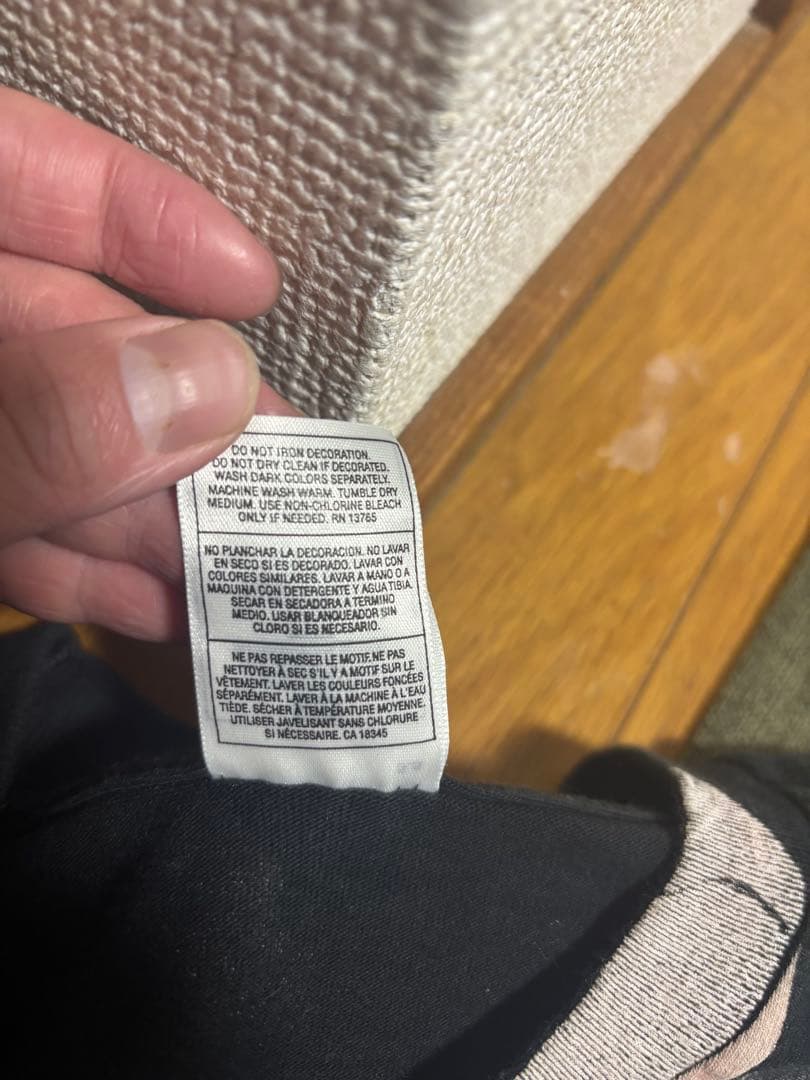 DO NOT IRON DECORATION.
DO NOT DRY CLEAN IF DECORATED.
WASH DARK COLORS SEPARATELY.
MACHINE WASH WARM. TUMBLE DRY
MEDIUM. USE NON-CHLORINE BLEACH
ONLY IF NEEDED. RN 13765
NO PLANCHAR LA DECORACION. NO LAVAR
EN SECO SI ES DECORADO. LAVAR CON
COLORES SIMILARES. LAVAR A MANO O A
MAQUINA CON DETERGENTE Y AGUA TIBIA.
SECAR EN SECADORA A TERMINO
MEDIO. USAR BLANQUEADOR SIN
CLORO SI ES NECESARIO.
NE PAS REPASSER LE MOTIF. NE PAS
NETTOYER À SEC S'IL Y A MOTIF SUR LE
VÊTEMENT. LAVER LES COULEURS FONCÉES
SÉPARÉMENT. LAVER À LA MACHINE À L'EAU
TIÈDE. SÉCHER À TEMPÉRATURE MOYENNE.
UTILISER JAVELISANT SANS CHLORURE
SI NÉCESSAIRE. CA 18345